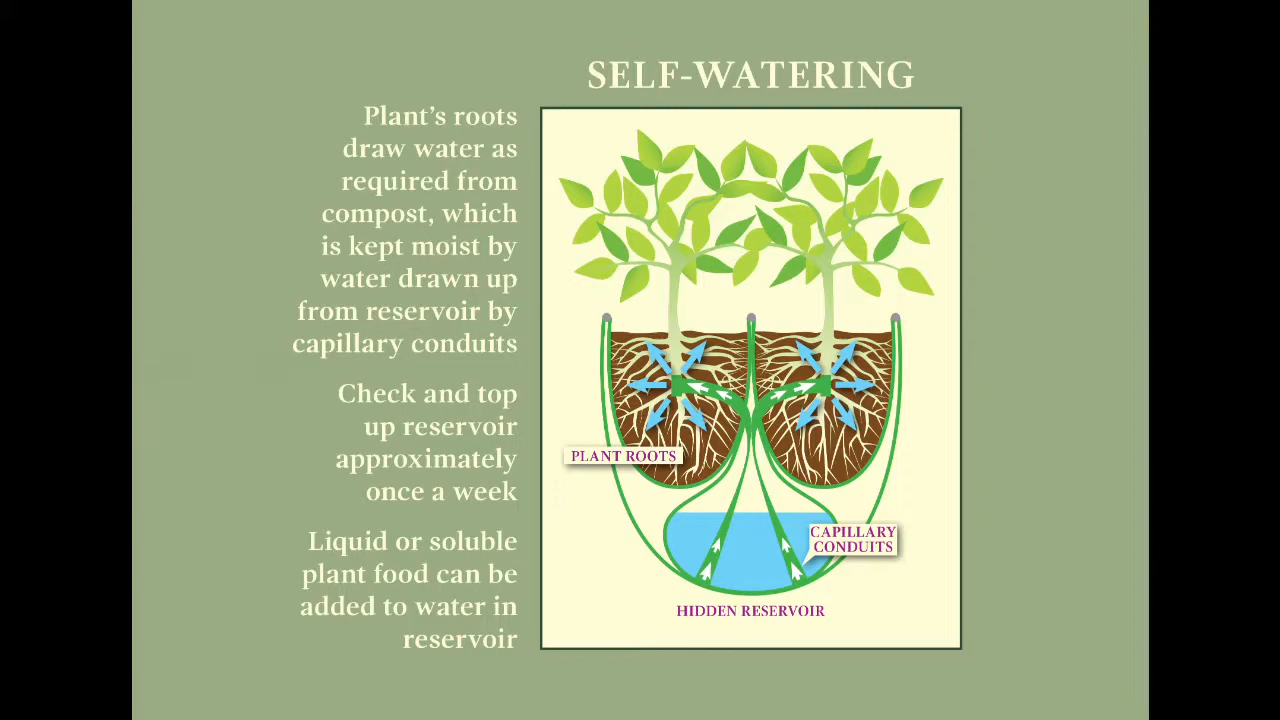 SELF-WATERING
Plant’s roots
draw water as
required from
compost, which
is kept moist by
water drawn up
from reservoir by
capillary conduits
Check and top
up reservoir
approximately
once a week
Liquid or soluble
plant food can be
added to water in
reservoir
PLANT ROOTS
CAPILLARY
CONDUITS
HIDDEN RESERVOIR